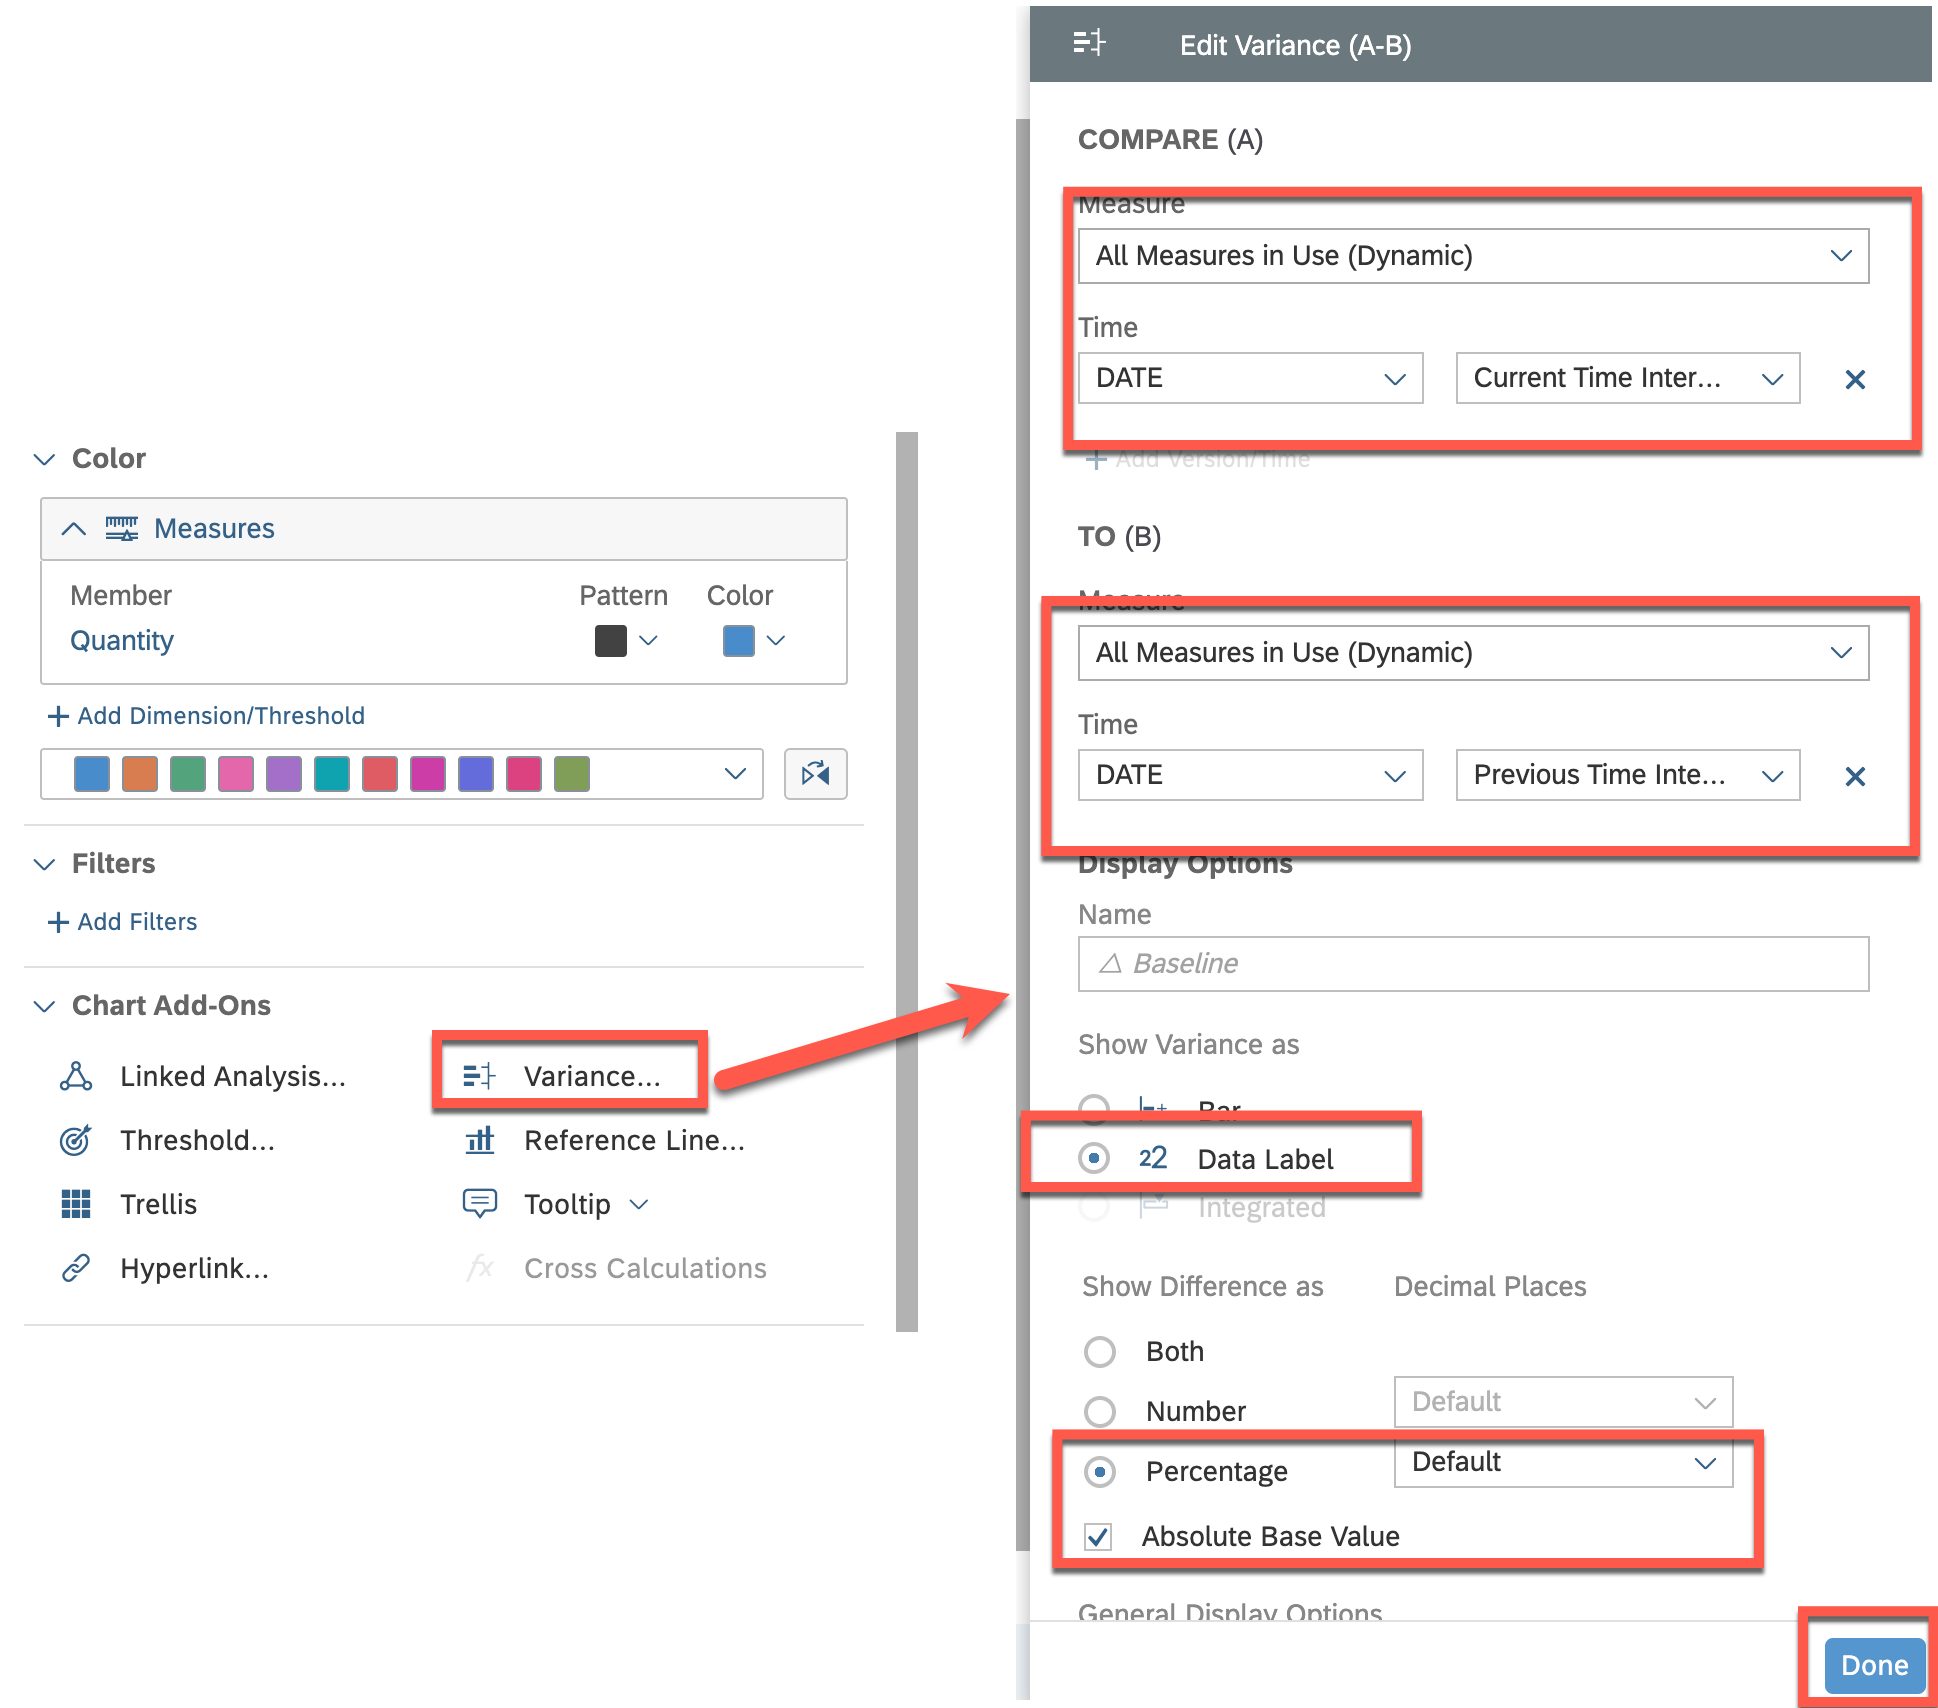 Color
Measures
Member Pattern Color
Quantity
Add Dimension/Threshold
Filters
Add Filters
Chart Add-Ons
Linked Analysis... Variance...
Threshold... Reference Line...
Trellis Tooltip
Hyperlink... Cross Calculations
Edit Variance (A-B)
COMPARE (A)
Measure
All Measures in Use (Dynamic)
Time
DATE Current Time Inter...
Add Version/Time
TO (B)
Measure
All Measures in Use (Dynamic)
Time
DATE Previous Time Inte...
Display Options
Name
△ Baseline
Show Variance as
Bar
22 Data Label
Integrated
Show Difference as Decimal Places
Both
Number Default
Percentage Default
Absolute Base Value
General Display Options
Done